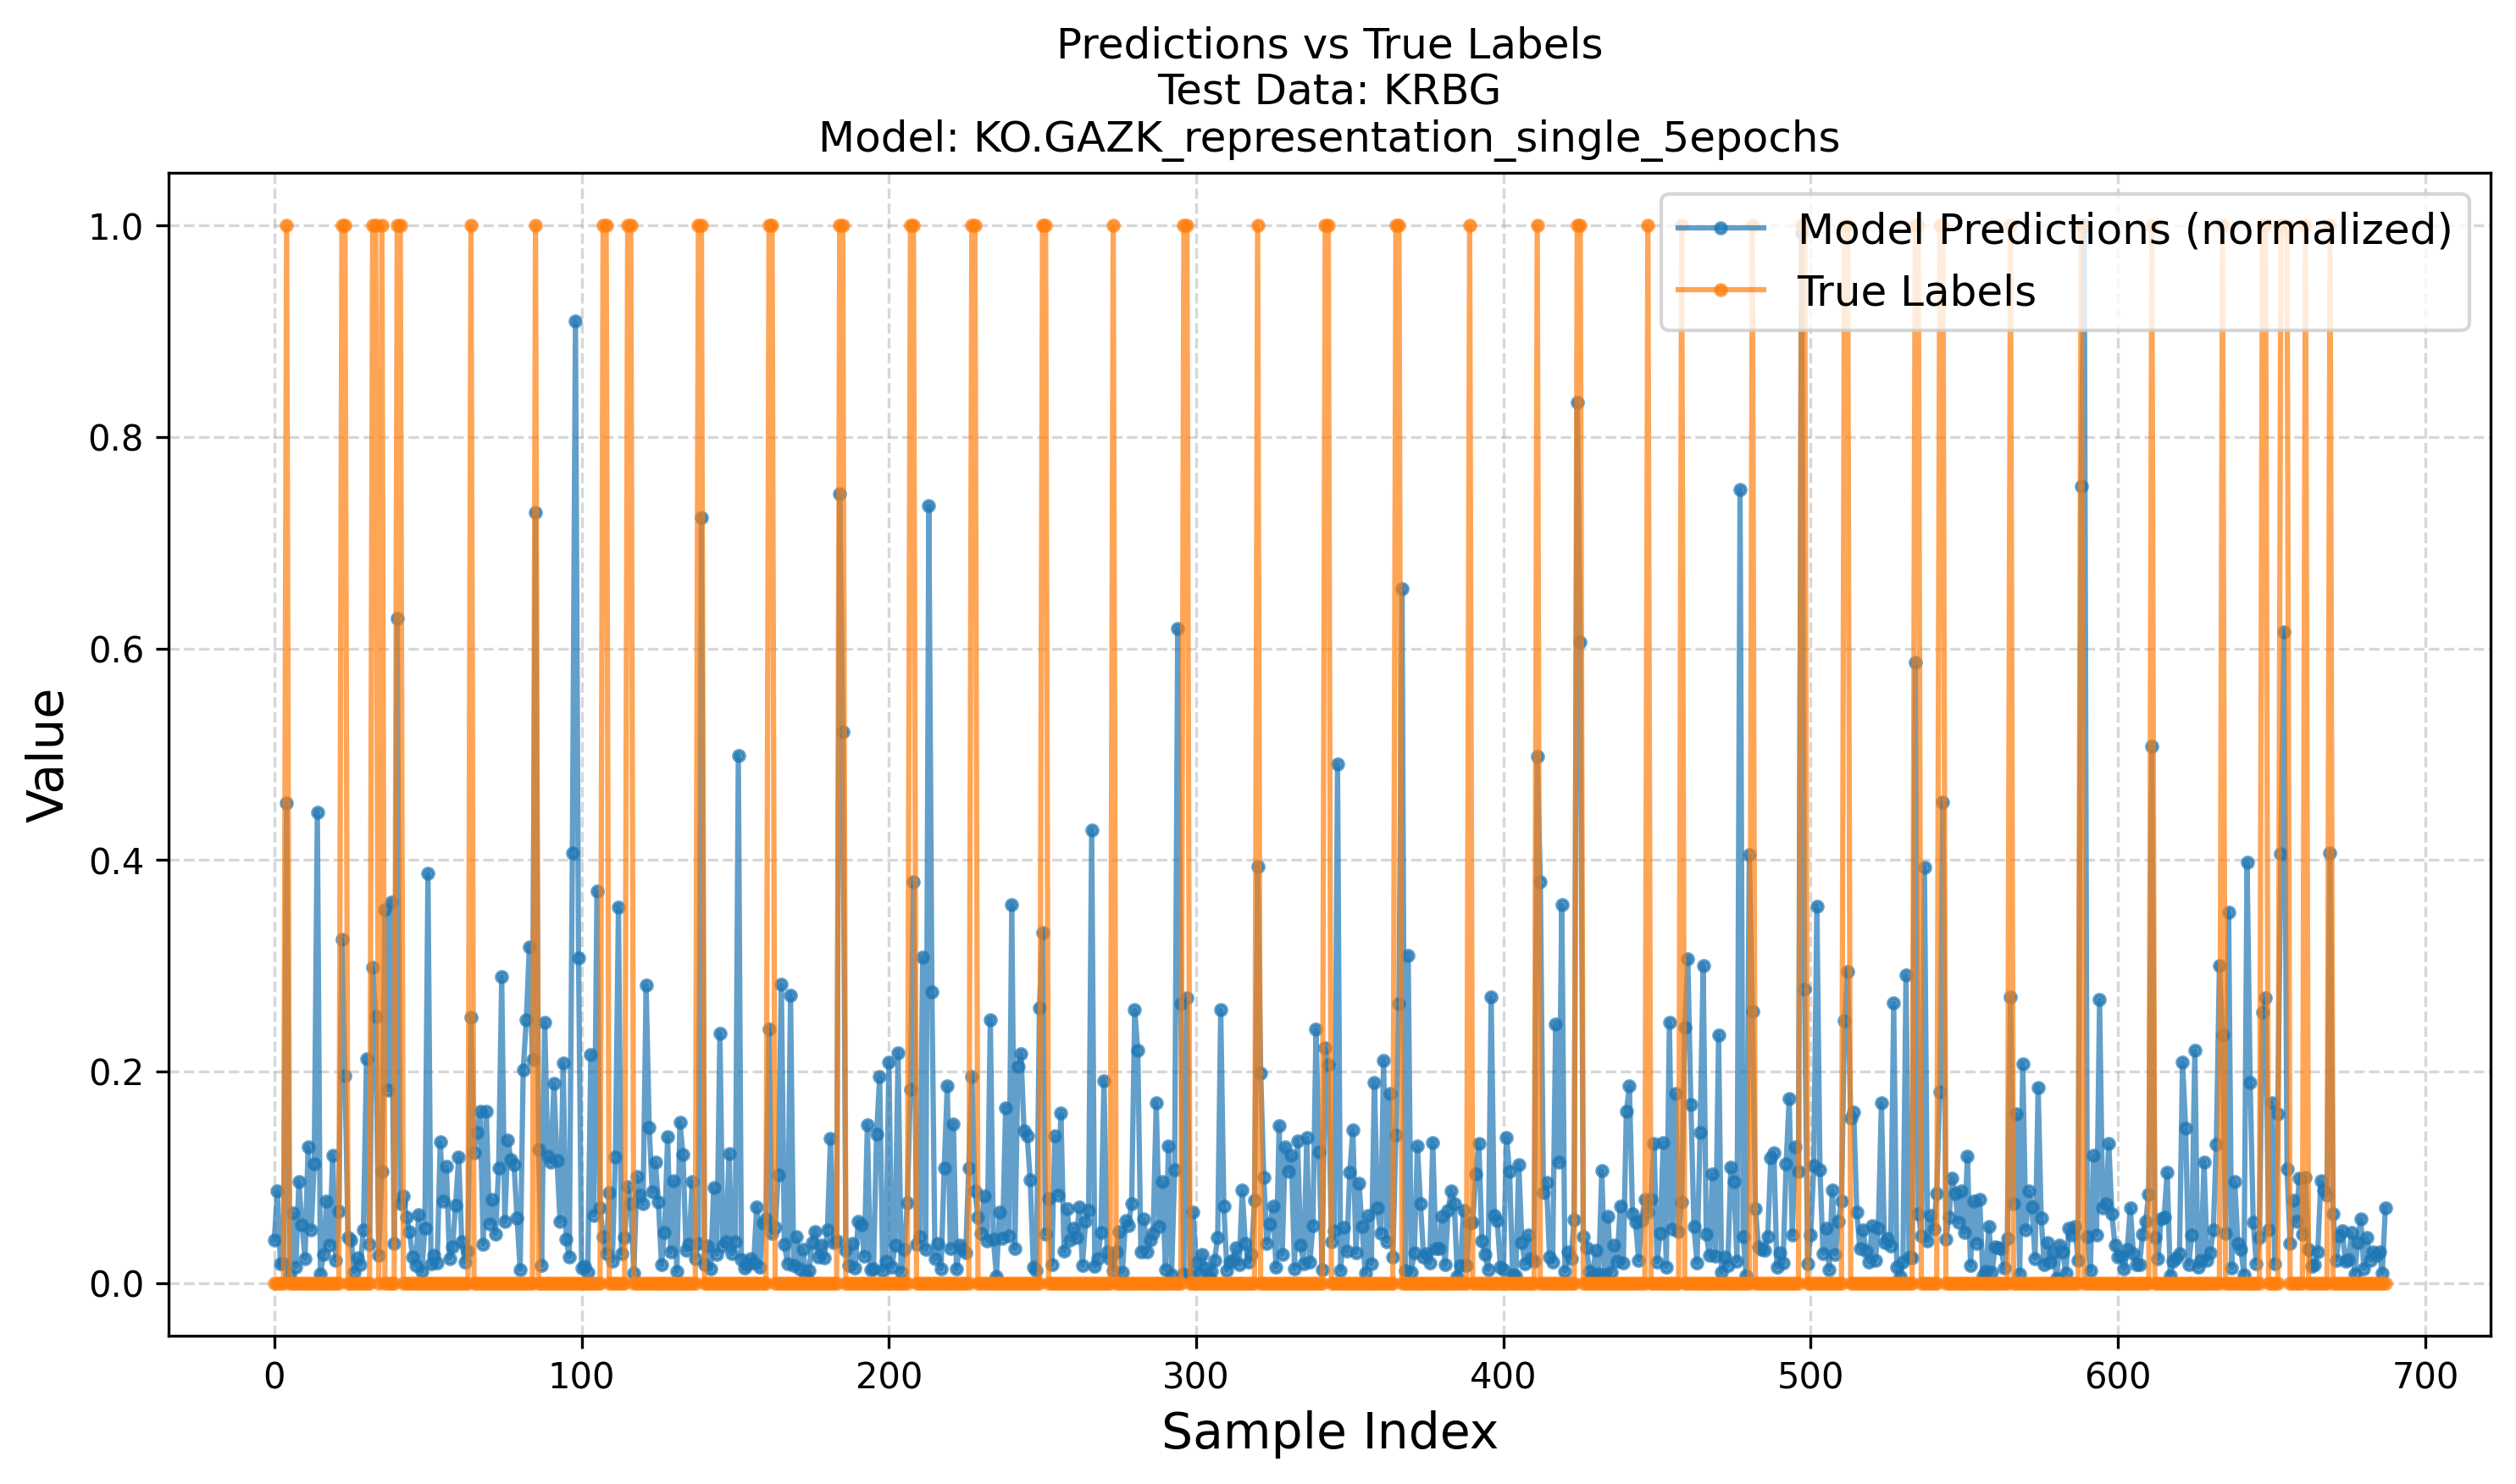 Predictions vs True Labels
Test Data: KRBG
Model: KO.GAZK_representation_single_5epochs
Model Predictions (normalized)
True Labels
Value
1.0
0.8
0.6
0.4
0.2
0.0
0 100 200 300 400 500 600 700
Sample Index